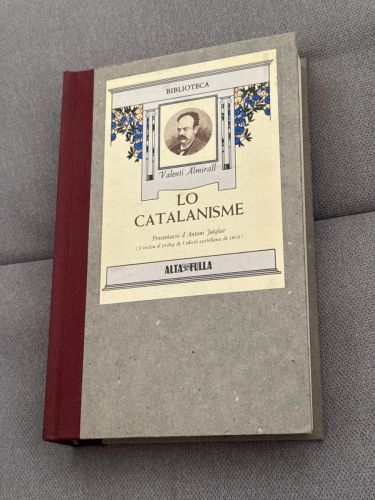 BIBLIOTECA
Valentí Almirall
LO
CATALANISME
Presentació d'Antoni Jutglar
(S'inclou el pròleg de l'edició castellana de 1902)
ALTA FULLA